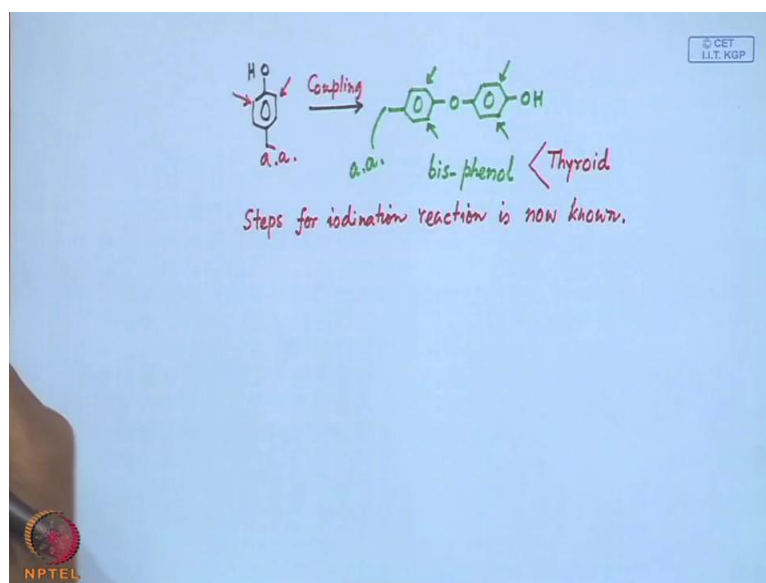 © CET
I.I.T. KGP
HO
Coupling
O
OH
a.a.
a.a.
bis-phenol
Thyroid
Steps for iodination reaction is now known.
NPTEL